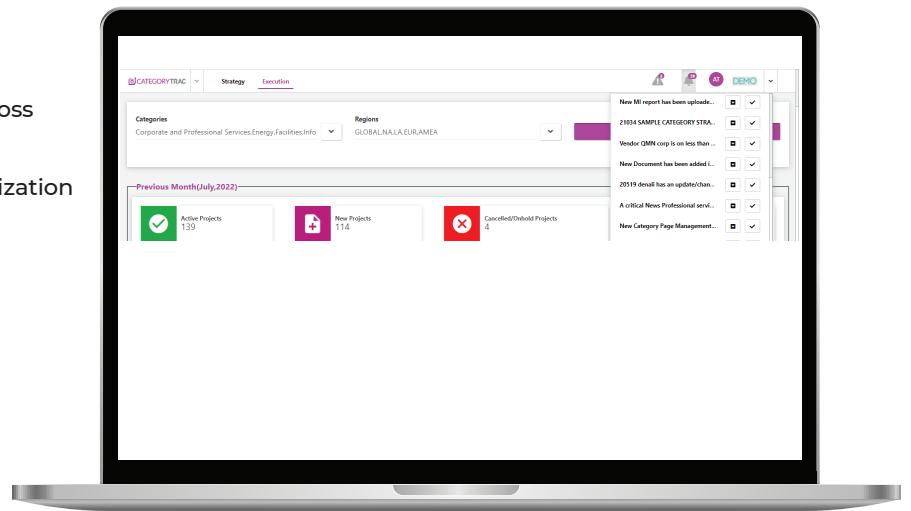 oss
ization
CATEGORYTRAC
Strategy
Execution
AT
DEMO
Categories
Corporate and Professional Services,Energy,Facilities,Info
Regions
GLOBAL,NA,LA,EUR,AMEA
New MI report has been uploade...
21034 SAMPLE CATEGEORY STRA...
Vendor QMN corp is on less than ...
New Document has been added i...
20519 denali has an update/chan...
A critical News Professional servi...
New Category Page Management...
Previous Month(July,2022)
Active Projects
139
New Projects
114
Cancelled/Onhold Projects
4